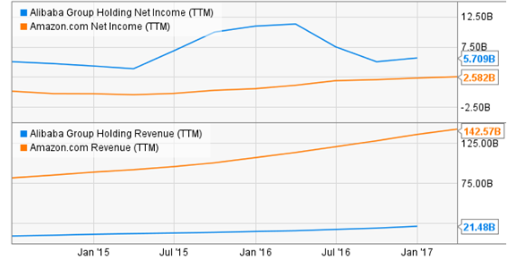 Alibaba Group Holding Net Income (TTM)
Amazon.com Net Income (TTM)
12.50B
7.50B
5.709B
2.582B
-2.50B
Alibaba Group Holding Revenue (TTM)
Amazon.com Revenue (TTM)
142.57B
125.00B
75.00B
21.48B
Jan '15
Jul '15
Jan '16
Jul '16
Jan '17